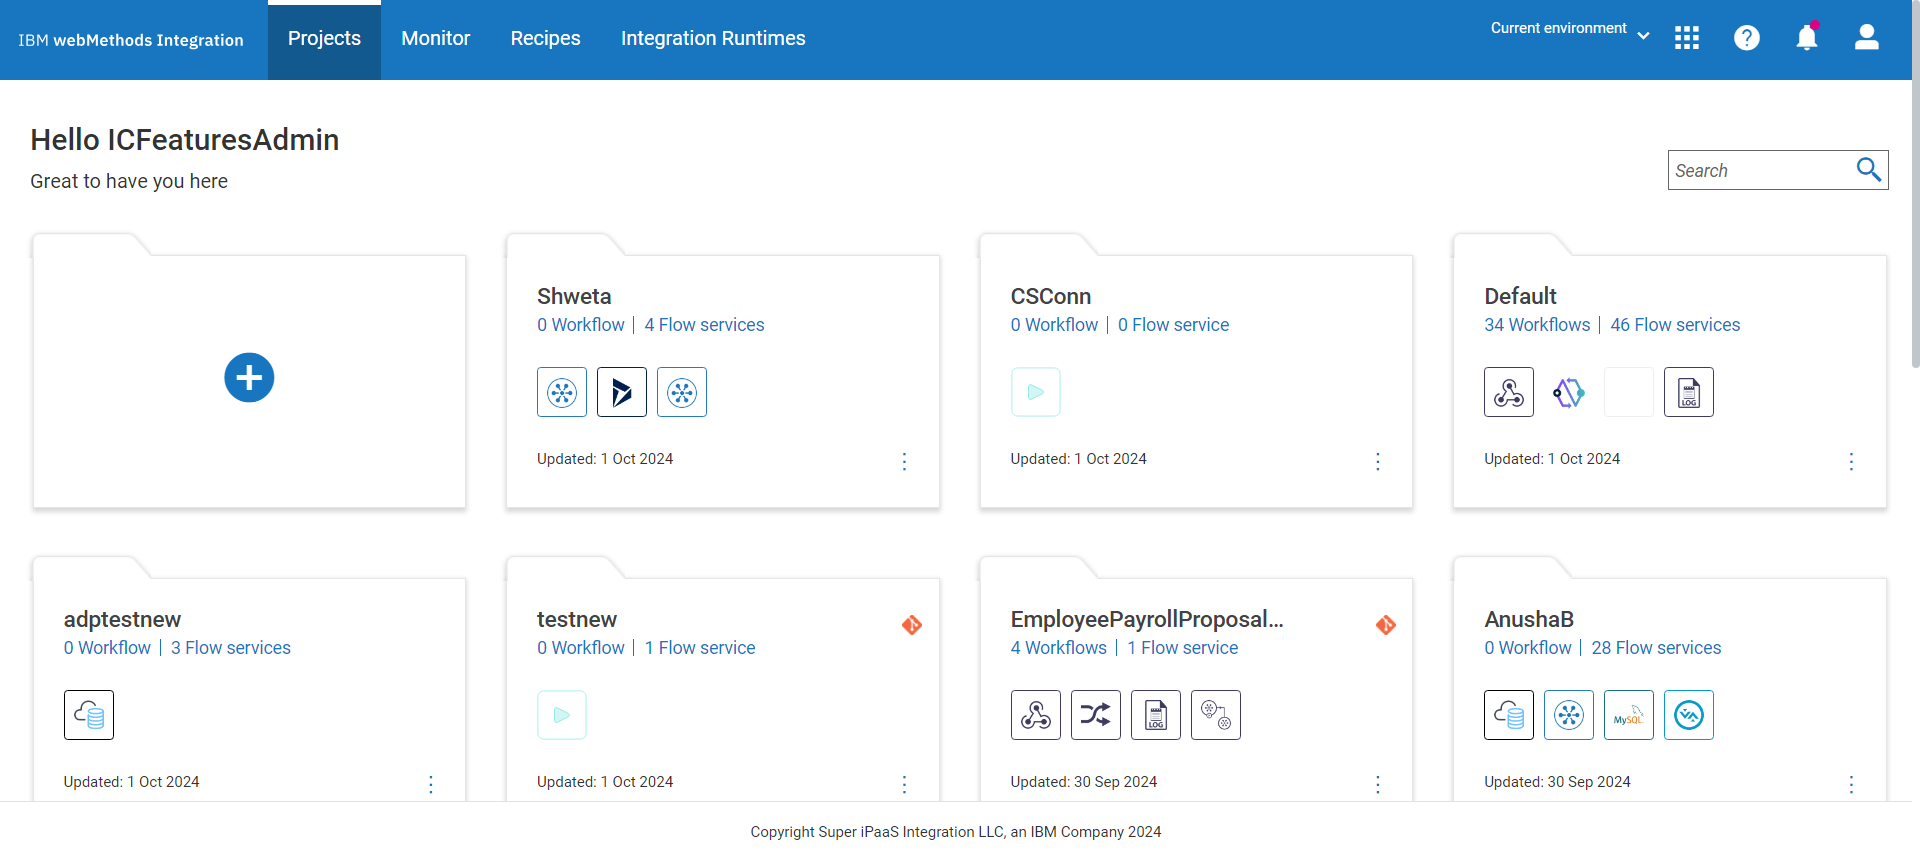 IBM webMethods Integration
Projects
Monitor
Recipes
Integration Runtimes
Current environment
Hello ICFeaturesAdmin
Great to have you here
Search
Shweta
0 Workflow | 4 Flow services
Updated: 1 Oct 2024
CSConn
0 Workflow | 0 Flow service
Updated: 1 Oct 2024
Default
34 Workflows | 46 Flow services
LOG
Updated: 1 Oct 2024
adptestnew
0 Workflow | 3 Flow services
Updated: 1 Oct 2024
testnew
0 Workflow | 1 Flow service
Updated: 1 Oct 2024
EmployeePayrollProposal...
4 Workflows | 1 Flow service
LOG
Updated: 30 Sep 2024
AnushaB
0 Workflow | 28 Flow services
MySQL
Updated: 30 Sep 2024
Copyright Super iPaaS Integration LLC, an IBM Company 2024